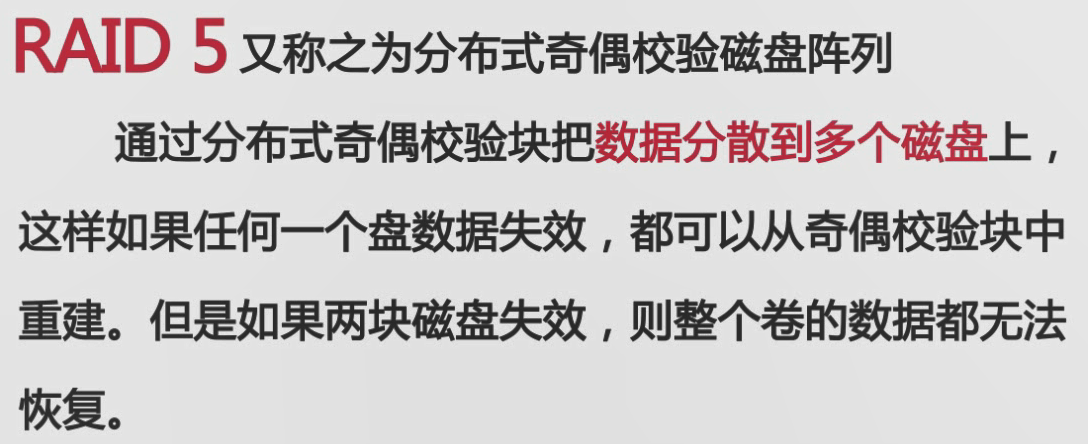 RAID 5 又称之为分布式奇偶校验磁盘阵列
通过分布式奇偶校验块把数据分散到多个磁盘上，
这样如果任何一个盘数据失效，都可以从奇偶校验块中
重建。但是如果两块磁盘失效，则整个卷的数据都无法
恢复。